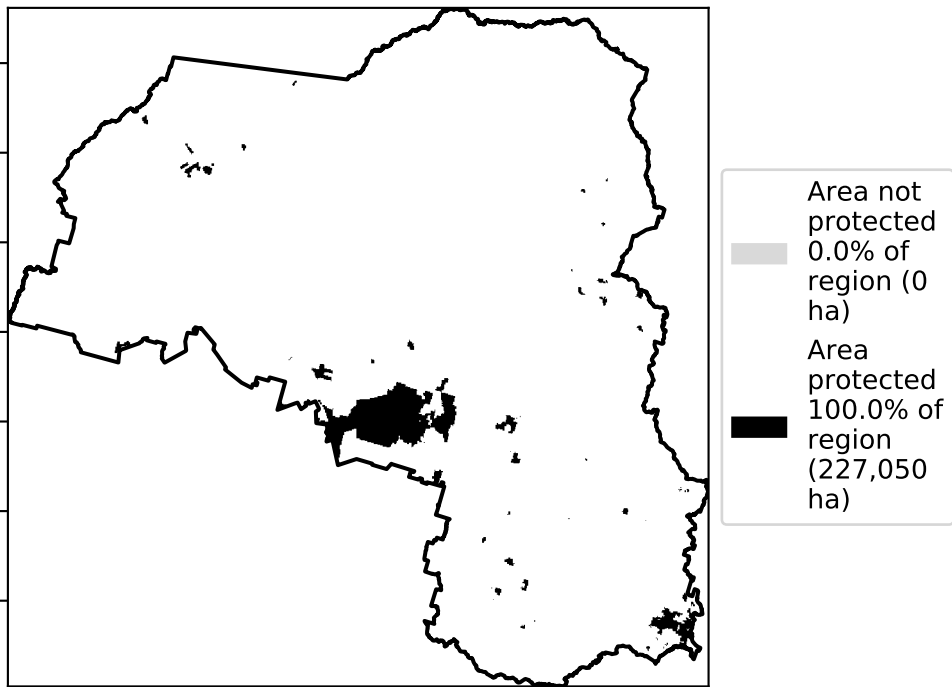 Area not
protected
0.0% of
region (0
ha)
Area
protected
100.0% of
region
(227,050
ha)